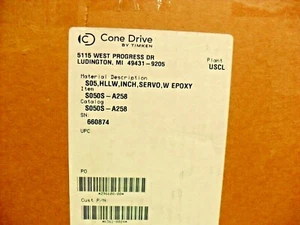 Cone Drive
BY TIMKEN
5115 WEST PROGRESS DR
LUDINGTON, MI 49431-9205
Plant
USCL
Material Description
S05,HLLW,INCH,SERVO,W EPOXY
Item
S050S-A258
Catalog
S050S-A258
SN:
660874
UPC
PO
Cust P/N: